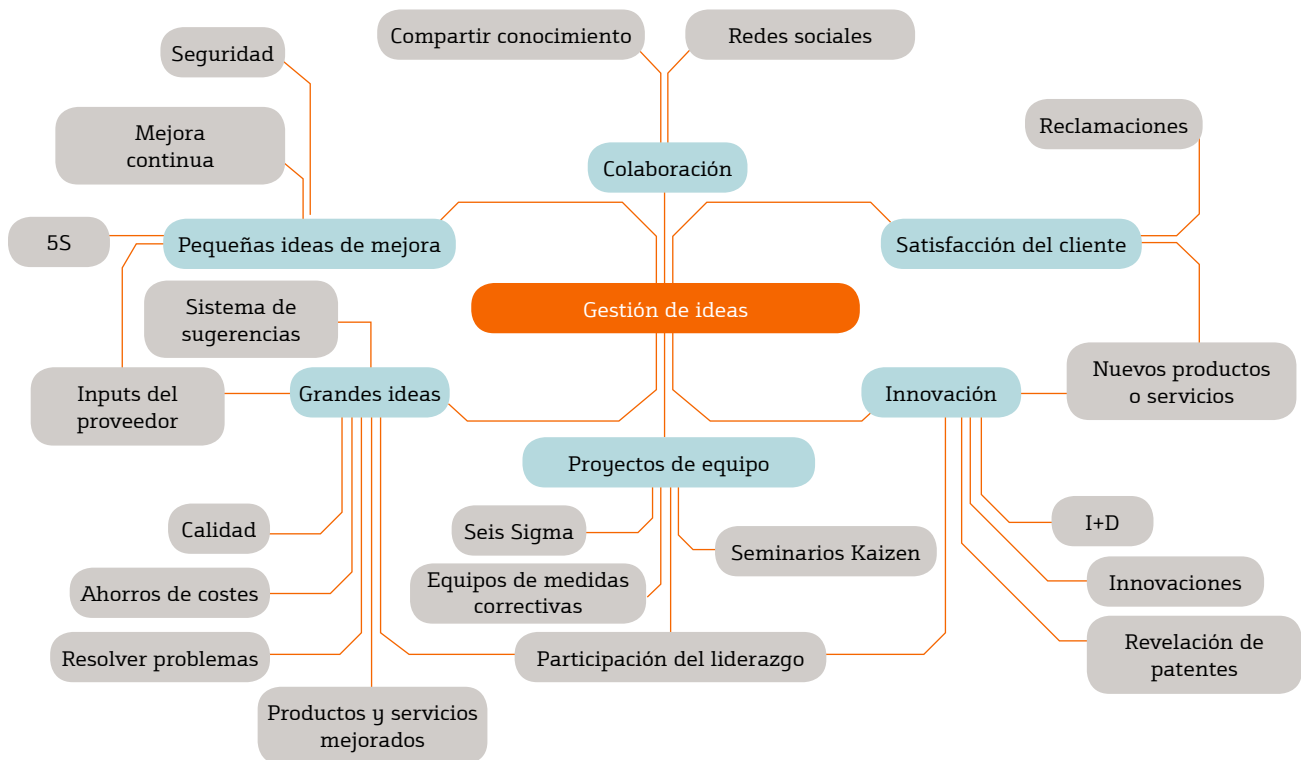 Compartir conocimiento
Redes sociales
Seguridad
Mejora
continua
Reclamaciones
Colaboración
5S
Pequeñas ideas de mejora
Satisfacción del cliente
Sistema de
sugerencias
Gestión de ideas
Inputs del
proveedor
Grandes ideas
Innovación
Nuevos productos
o servicios
Proyectos de equipo
Calidad
Seis Sigma
Seminarios Kaizen
I+D
Ahorros de costes
Equipos de medidas
correctivas
Innovaciones
Resolver problemas
Participación del liderazgo
Revelación de
patentes
Productos y servicios
mejorados